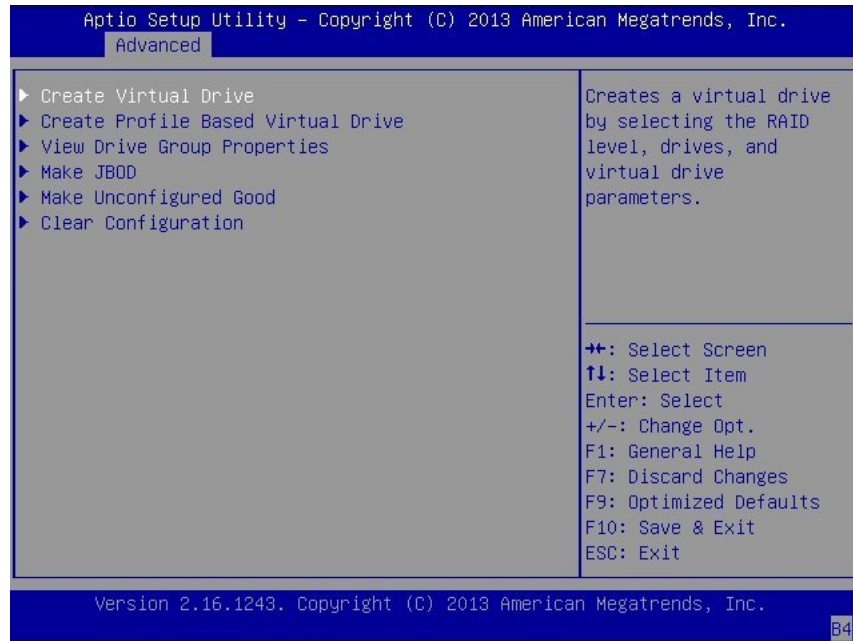 Aptio Setup Utility – Copyright (C) 2013 American Megatrends, Inc.
Advanced
▶ Create Virtual Drive
▶ Create Profile Based Virtual Drive
▶ View Drive Group Properties
▶ Make JBOD
▶ Make Unconfigured Good
▶ Clear Configuration
Creates a virtual drive
by selecting the RAID
level, drives, and
virtual drive
parameters.
→←: Select Screen
↑↓: Select Item
Enter: Select
+/-: Change Opt.
F1: General Help
F7: Discard Changes
F9: Optimized Defaults
F10: Save & Exit
ESC: Exit
Version 2.16.1243. Copyright (C) 2013 American Megatrends, Inc.
B4